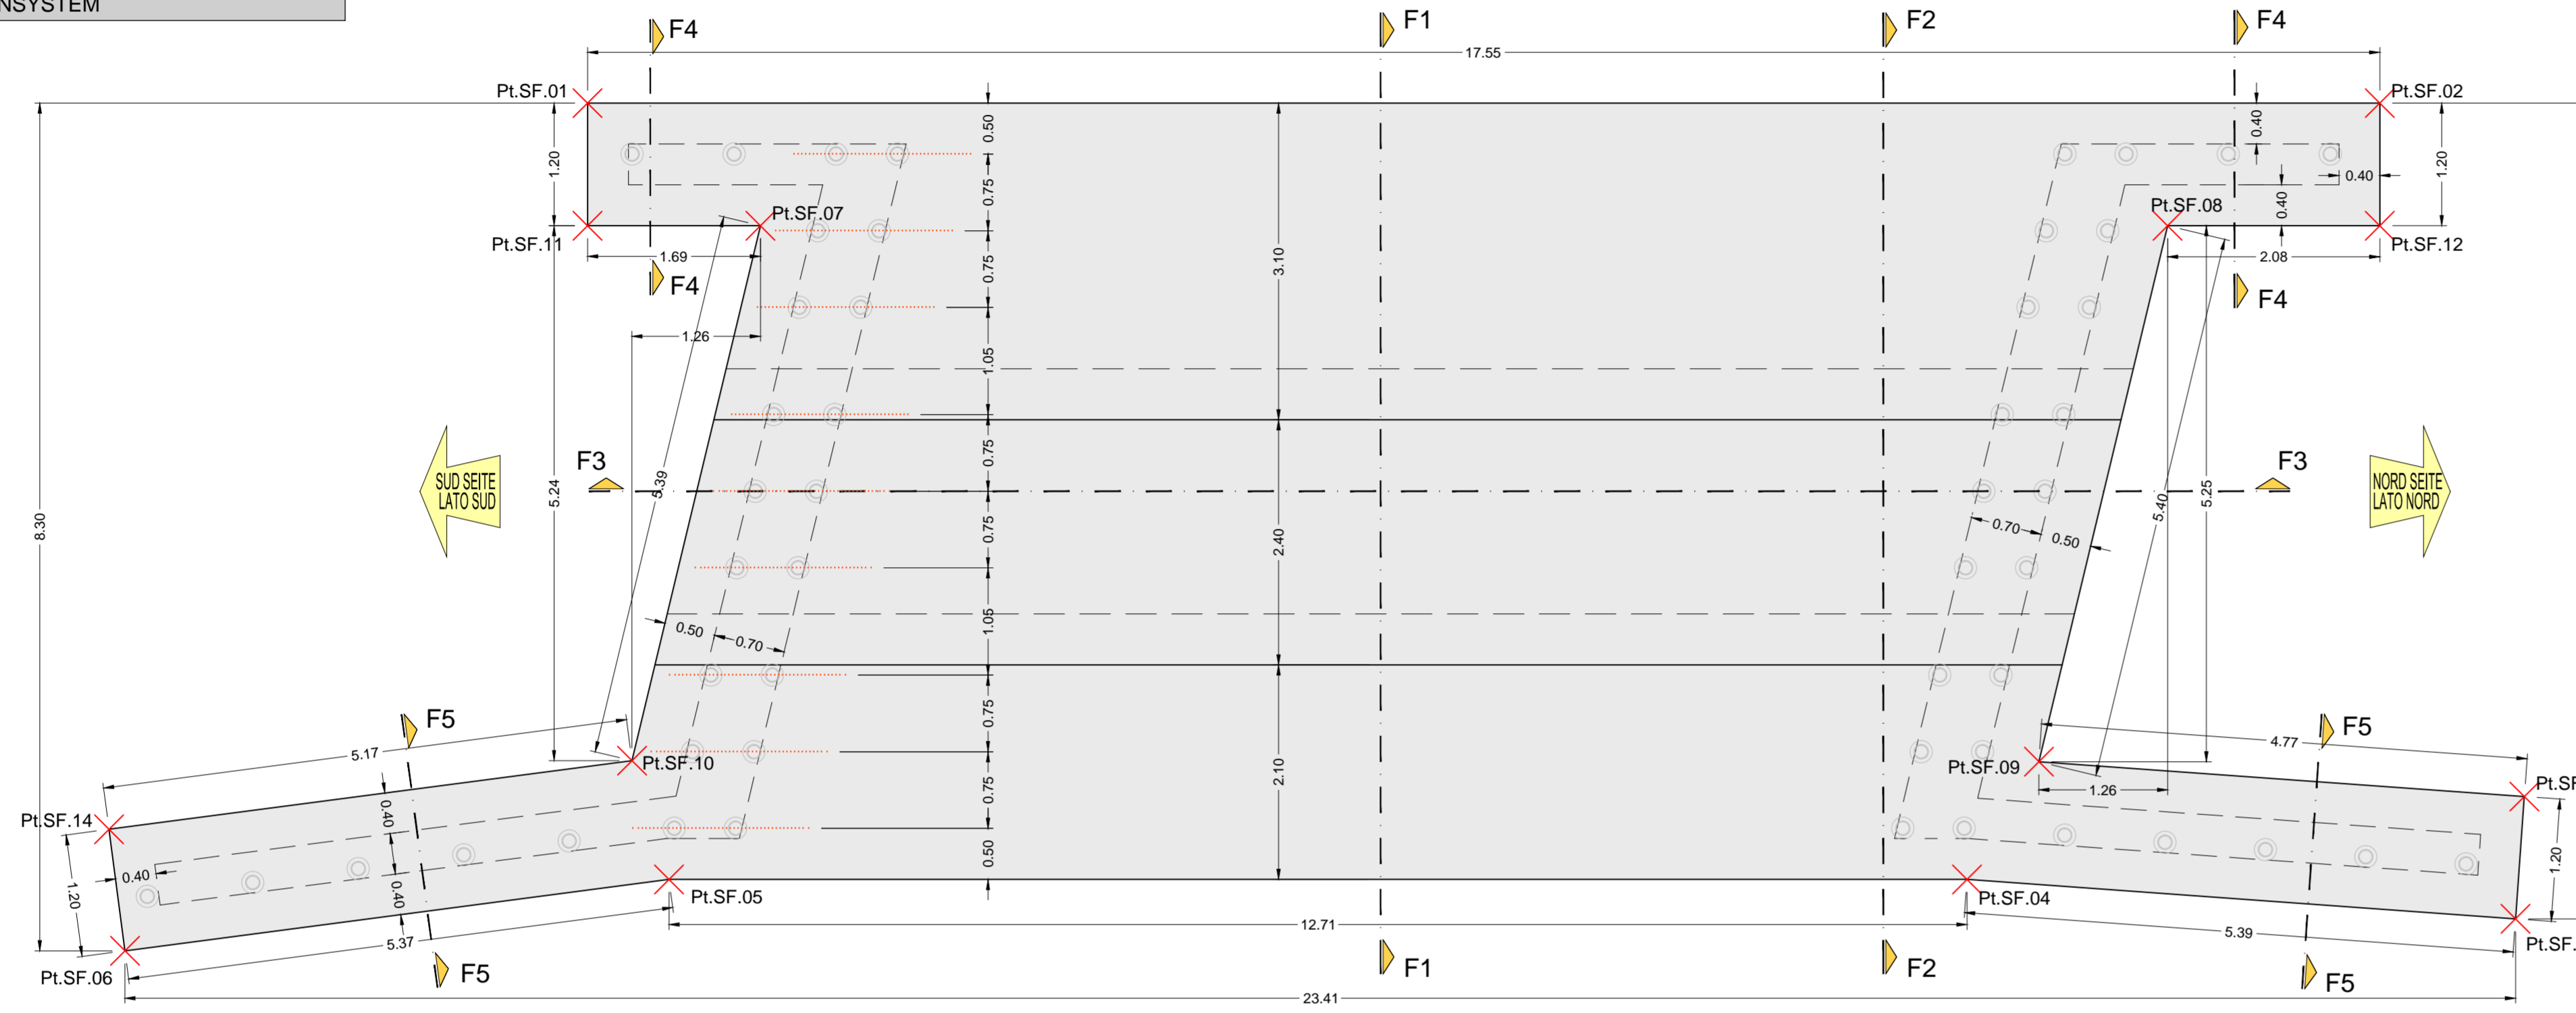 NSYSTEM
F4
F1
F2
F4
17.55
Pt.SF.01
Pt.SF.02
0.50
0.40
1.20
1.20
0.75
0.40
0.40
Pt.SF.07
Pt.SF.08
Pt.SF.11
Pt.SF.12
1.69
2.08
F4
F4
0.75
3.10
1.26
1.05
F3
F3
SUD SEITE
LATO SUD
NORD SEITE
LATO NORD
8.30
5.24
5.39
0.75
5.40
5.25
0.75
2.40
0.70
0.50
0.50
0.70
1.05
F5
F5
5.17
0.75
4.77
Pt.SF.10
Pt.SF.09
2.10
1.26
0.75
Pt.SF
0.40
Pt.SF.14
0.40
0.40
1.20
0.50
1.20
Pt.SF.05
Pt.SF.04
12.71
5.37
5.39
Pt.SF.06
F5
F1
F2
F5
Pt.SF.
23.41